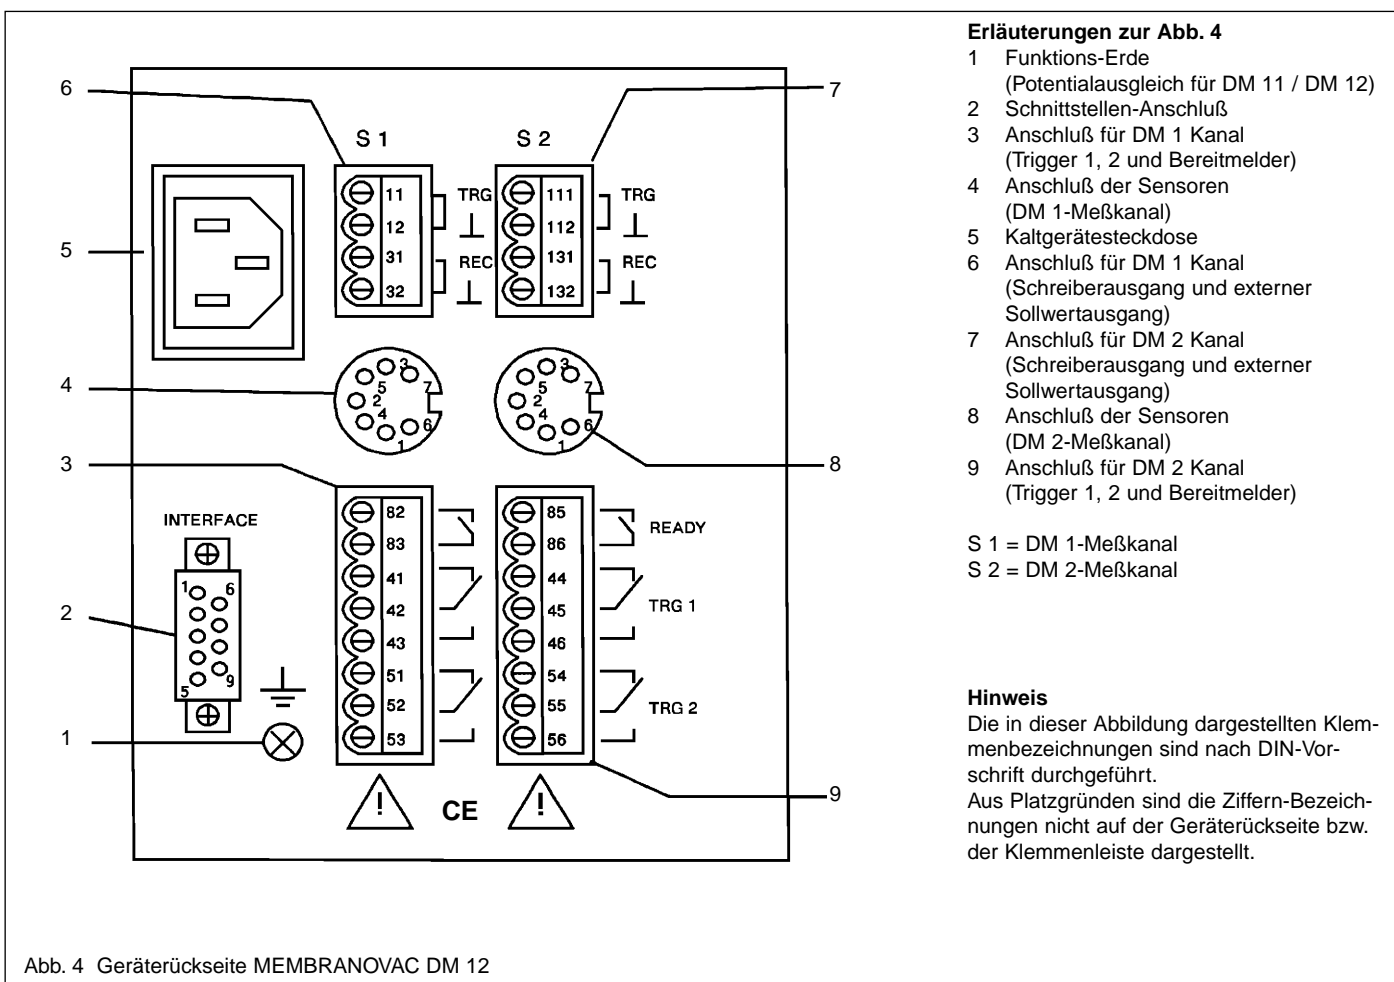 Erläuterungen zur Abb. 4
1 Funktions-Erde
(Potentialausgleich für DM 11 / DM 12)
2 Schnittstellen-Anschluß
3 Anschluß für DM 1 Kanal
(Trigger 1, 2 und Bereitmelder)
4 Anschluß der Sensoren
(DM 1-Meßkanal)
5 Kaltgerätesteckdose
6 Anschluß für DM 1 Kanal
(Schreiberausgang und externer
Sollwertausgang)
7 Anschluß für DM 2 Kanal
(Schreiberausgang und externer
Sollwertausgang)
8 Anschluß der Sensoren
(DM 2-Meßkanal)
9 Anschluß für DM 2 Kanal
(Trigger 1, 2 und Bereitmelder)
S 1 = DM 1-Meßkanal
S 2 = DM 2-Meßkanal
Hinweis
Die in dieser Abbildung dargestellten Klem-
menbezeichnungen sind nach DIN-Vor-
schrift durchgeführt.
Aus Platzgründen sind die Ziffern-Bezeich-
nungen nicht auf der Geräterückseite bzw.
der Klemmenleiste dargestellt.
6
7
S 1
S 2
11
TRG
111
TRG
12
112
5
31
REC
131
REC
32
132
4
3
5
7
2
4
6
1
3
5
7
2
4
6
1
3
8
INTERFACE
82
85
READY
83
86
41
44
1
6
42
45
TRG 1
2
43
46
51
54
5
9
52
55
TRG 2
1
53
56
9
!
CE
!
Abb. 4 Geräterückseite MEMBRANOVAC DM 12